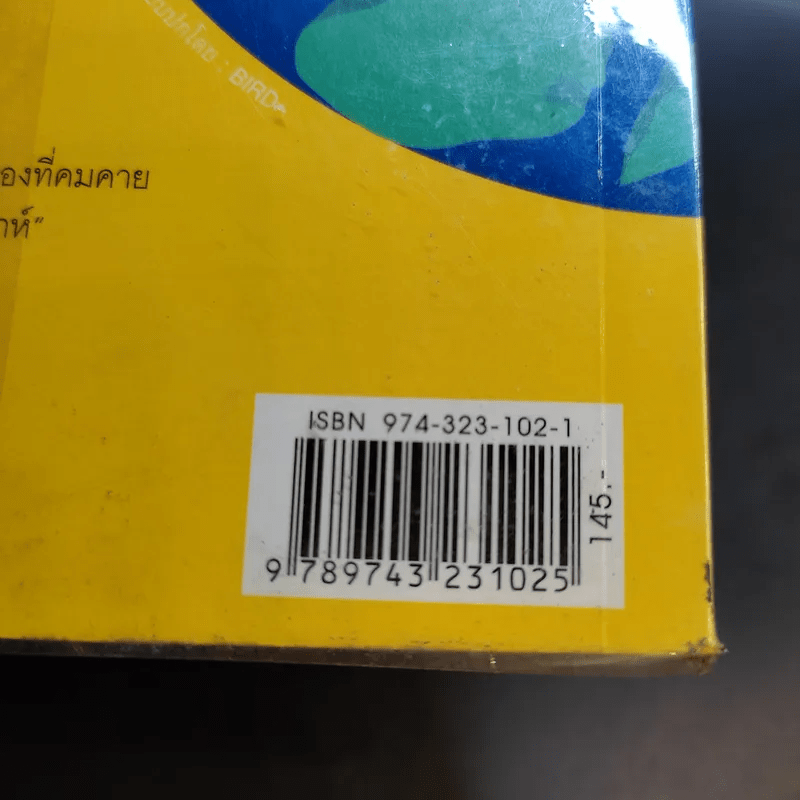 : BIRD
องที่คมคาย
าห์"
ISBN 974-323-102-1
145.-
9 789743 231025